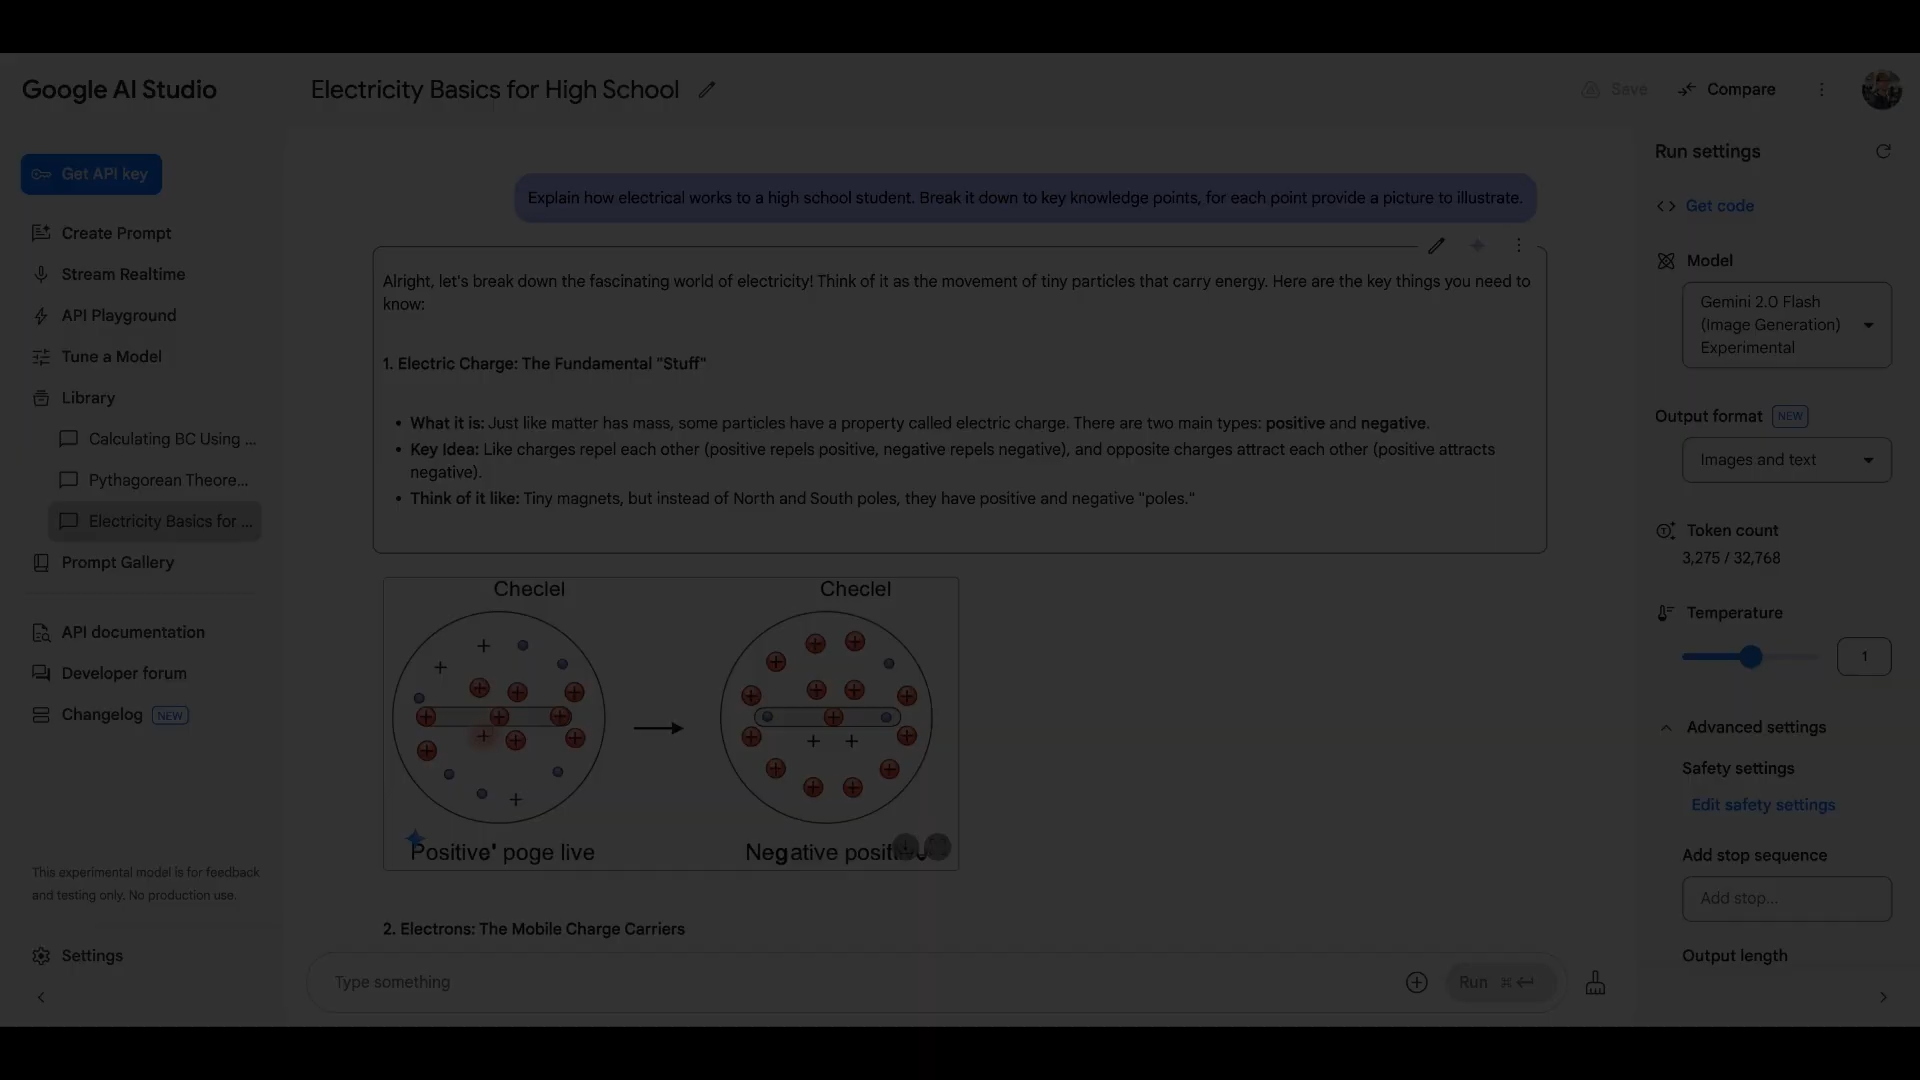 Google AI Studio
Electricity Basics for High School
Save
Compare
Get API key
Create Prompt
Stream Realtime
API Playground
Tune a Model
Library
Calculating BC Using ...
Pythagorean Theore...
Electricity Basics for ...
Prompt Gallery
API documentation
Developer forum
Changelog NEW
This experimental model is for feedback
and testing only. No production use.
Settings
Explain how electrical works to a high school student. Break it down to key knowledge points, for each point provide a picture to illustrate.
Alright, let's break down the fascinating world of electricity! Think of it as the movement of tiny particles that carry energy. Here are the key things you need to
know:
1. Electric Charge: The Fundamental "Stuff"
• What it is: Just like matter has mass, some particles have a property called electric charge. There are two main types: positive and negative.
• Key Idea: Like charges repel each other (positive repels positive, negative repels negative), and opposite charges attract each other (positive attracts
negative).
• Think of it like: Tiny magnets, but instead of North and South poles, they have positive and negative "poles."
Checlel Checlel
Positive' poge live
Negative
2. Electrons: The Mobile Charge Carriers
Type something
Run ⌘ ↵
Run settings
Get code
Model
Gemini 2.0 Flash
(Image Generation)
Experimental
Output format NEW
Images and text
Token count
3,275 / 32,768
Temperature
1
Advanced settings
Safety settings
Edit safety settings
Add stop sequence
Add stop...
Output length